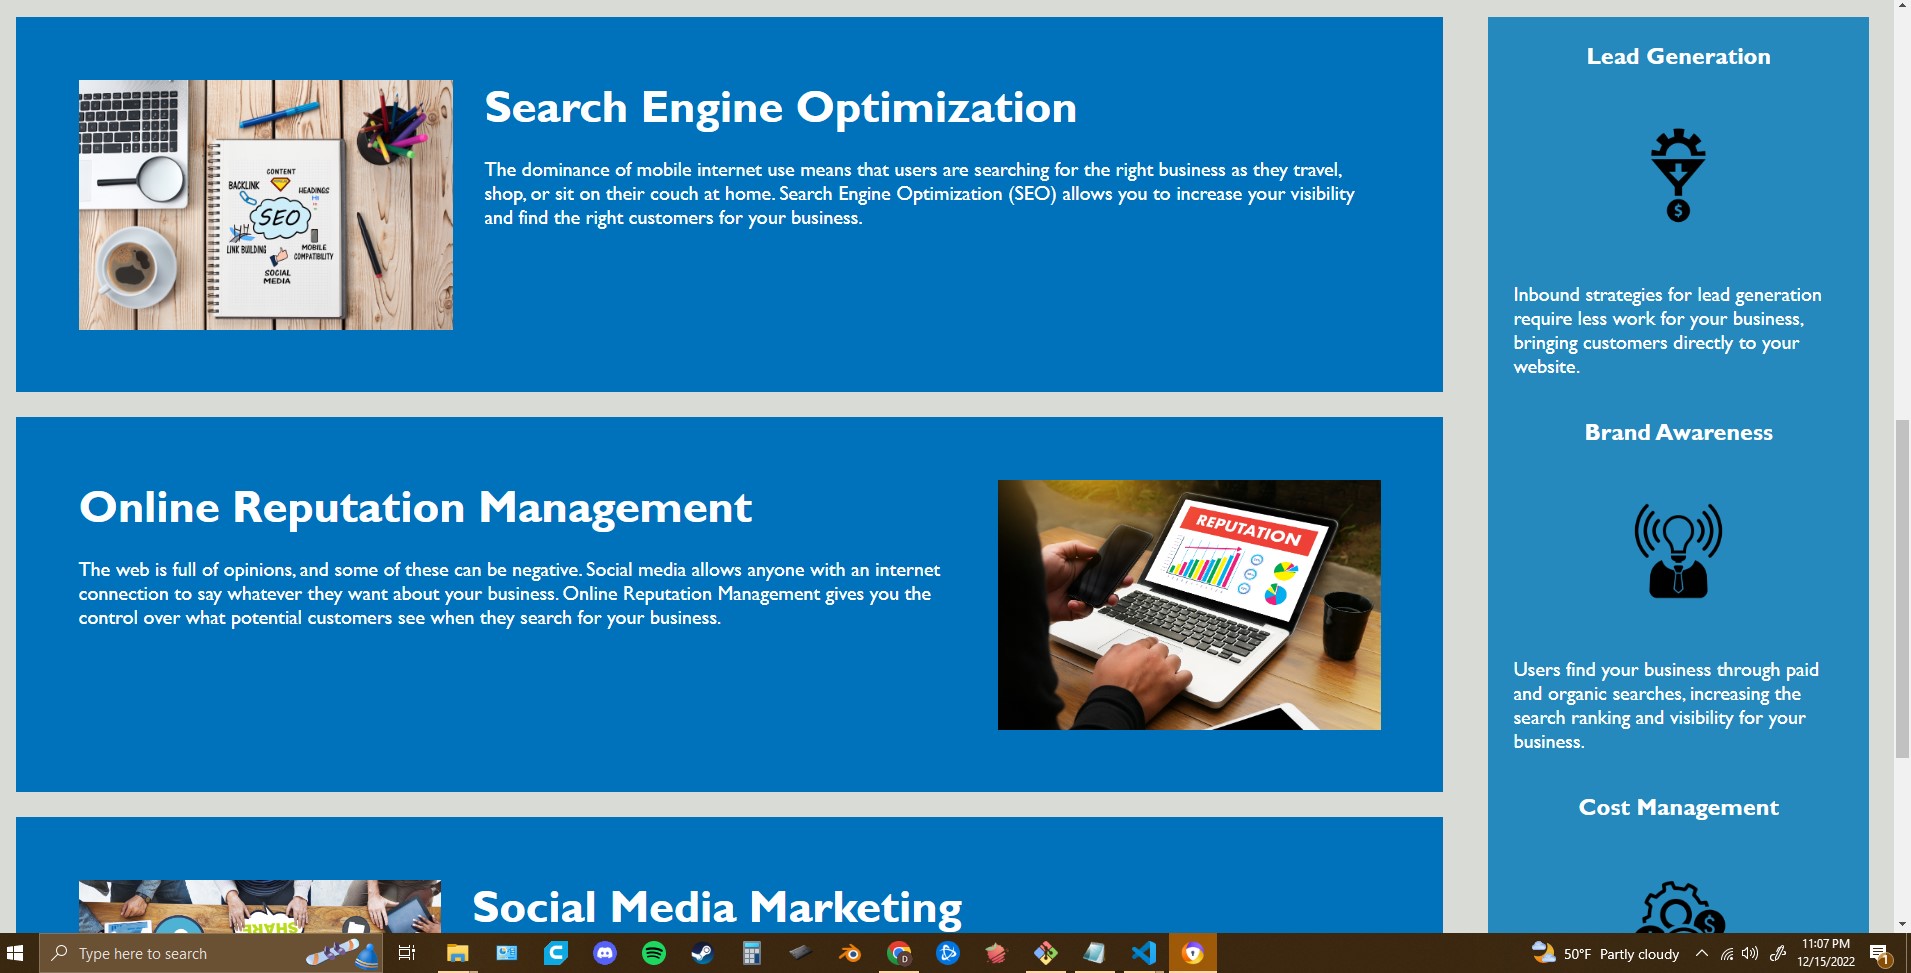 Search Engine Optimization
The dominance of mobile internet use means that users are searching for the right business as they travel,
shop, or sit on their couch at home. Search Engine Optimization (SEO) allows you to increase your visibility
and find the right customers for your business.
CONTENT
BACKLINK
HEADINGS
H1
SEO
LINK BUILDING
MOBILE
COMPATIBILITY
SOCIAL
MEDIA
Online Reputation Management
The web is full of opinions, and some of these can be negative. Social media allows anyone with an internet
connection to say whatever they want about your business. Online Reputation Management gives you the
control over what potential customers see when they search for your business.
REPUTATION
Social Media Marketing
SHARE
Lead Generation
$
Inbound strategies for lead generation
require less work for your business,
bringing customers directly to your
website.
Brand Awareness
Users find your business through paid
and organic searches, increasing the
search ranking and visibility for your
business.
Cost Management
$
Type here to search
D
50°F Partly cloudy
11:07 PM
12/15/2022
1